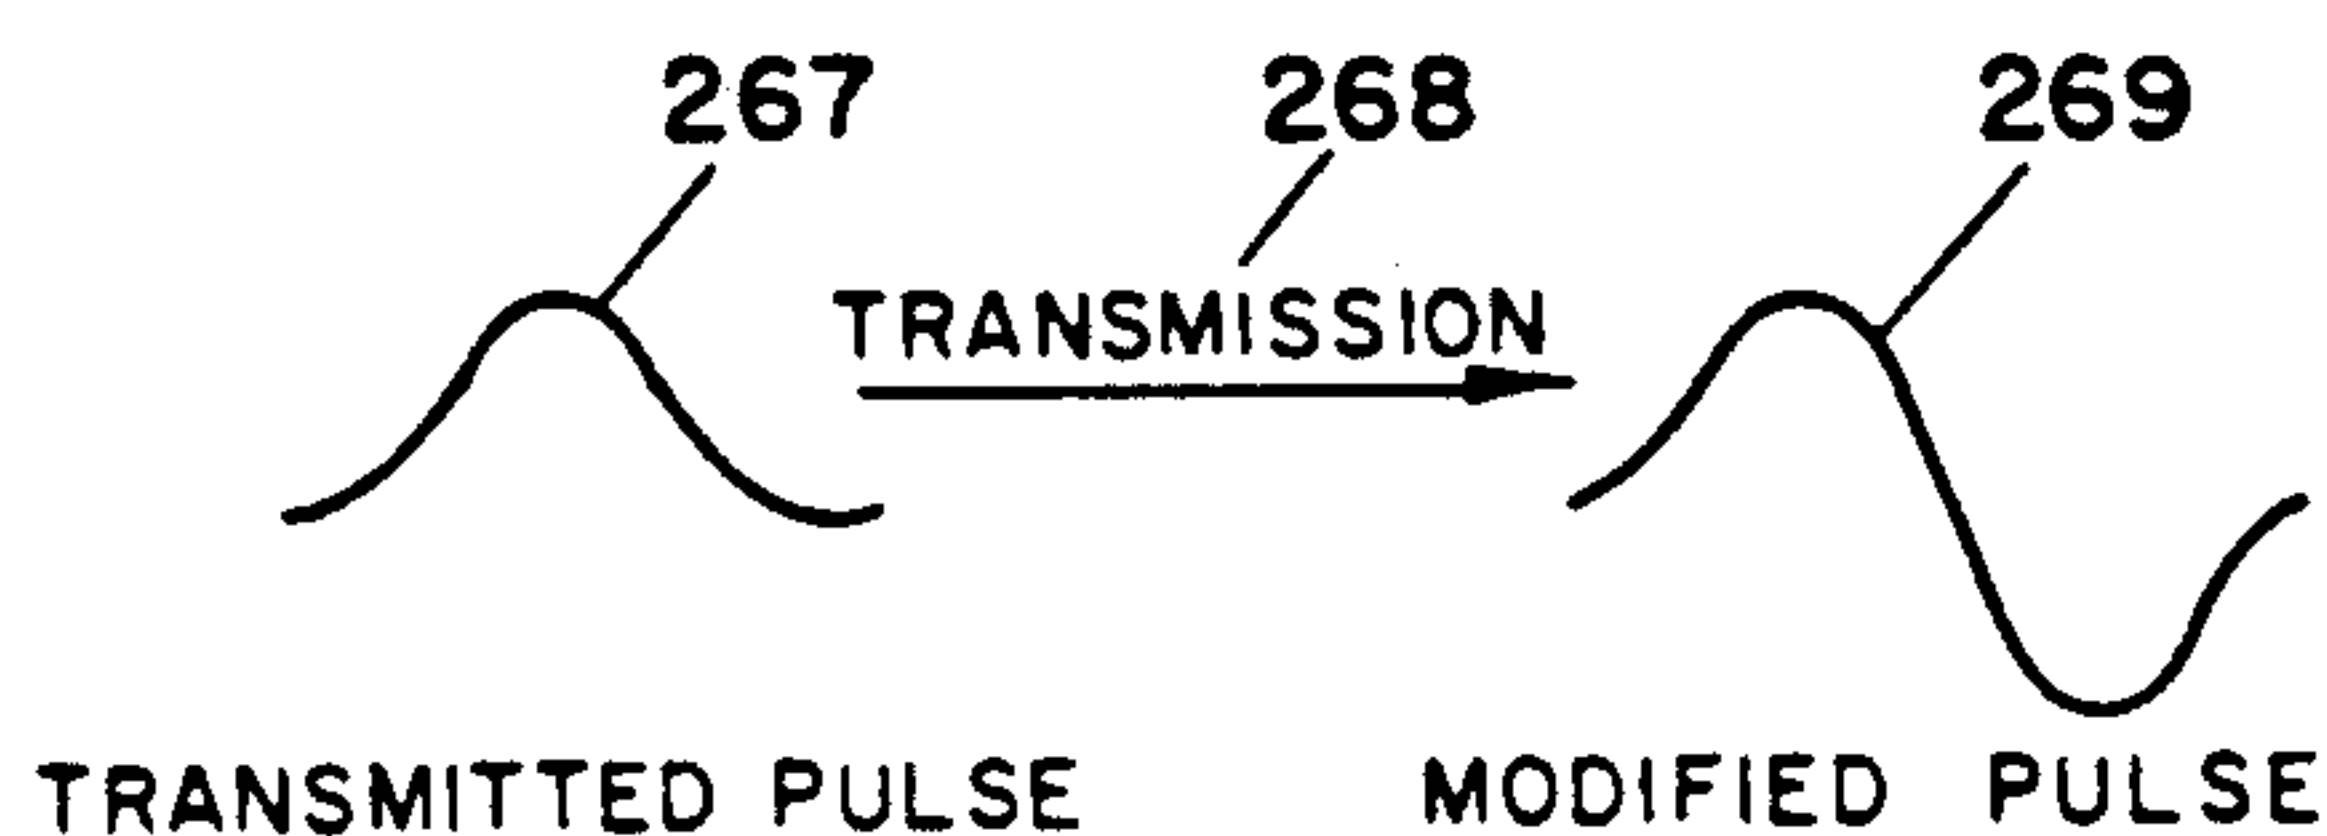 267 268 269
TRANSMISSION
TRANSMITTED PULSE MODIFIED PULSE